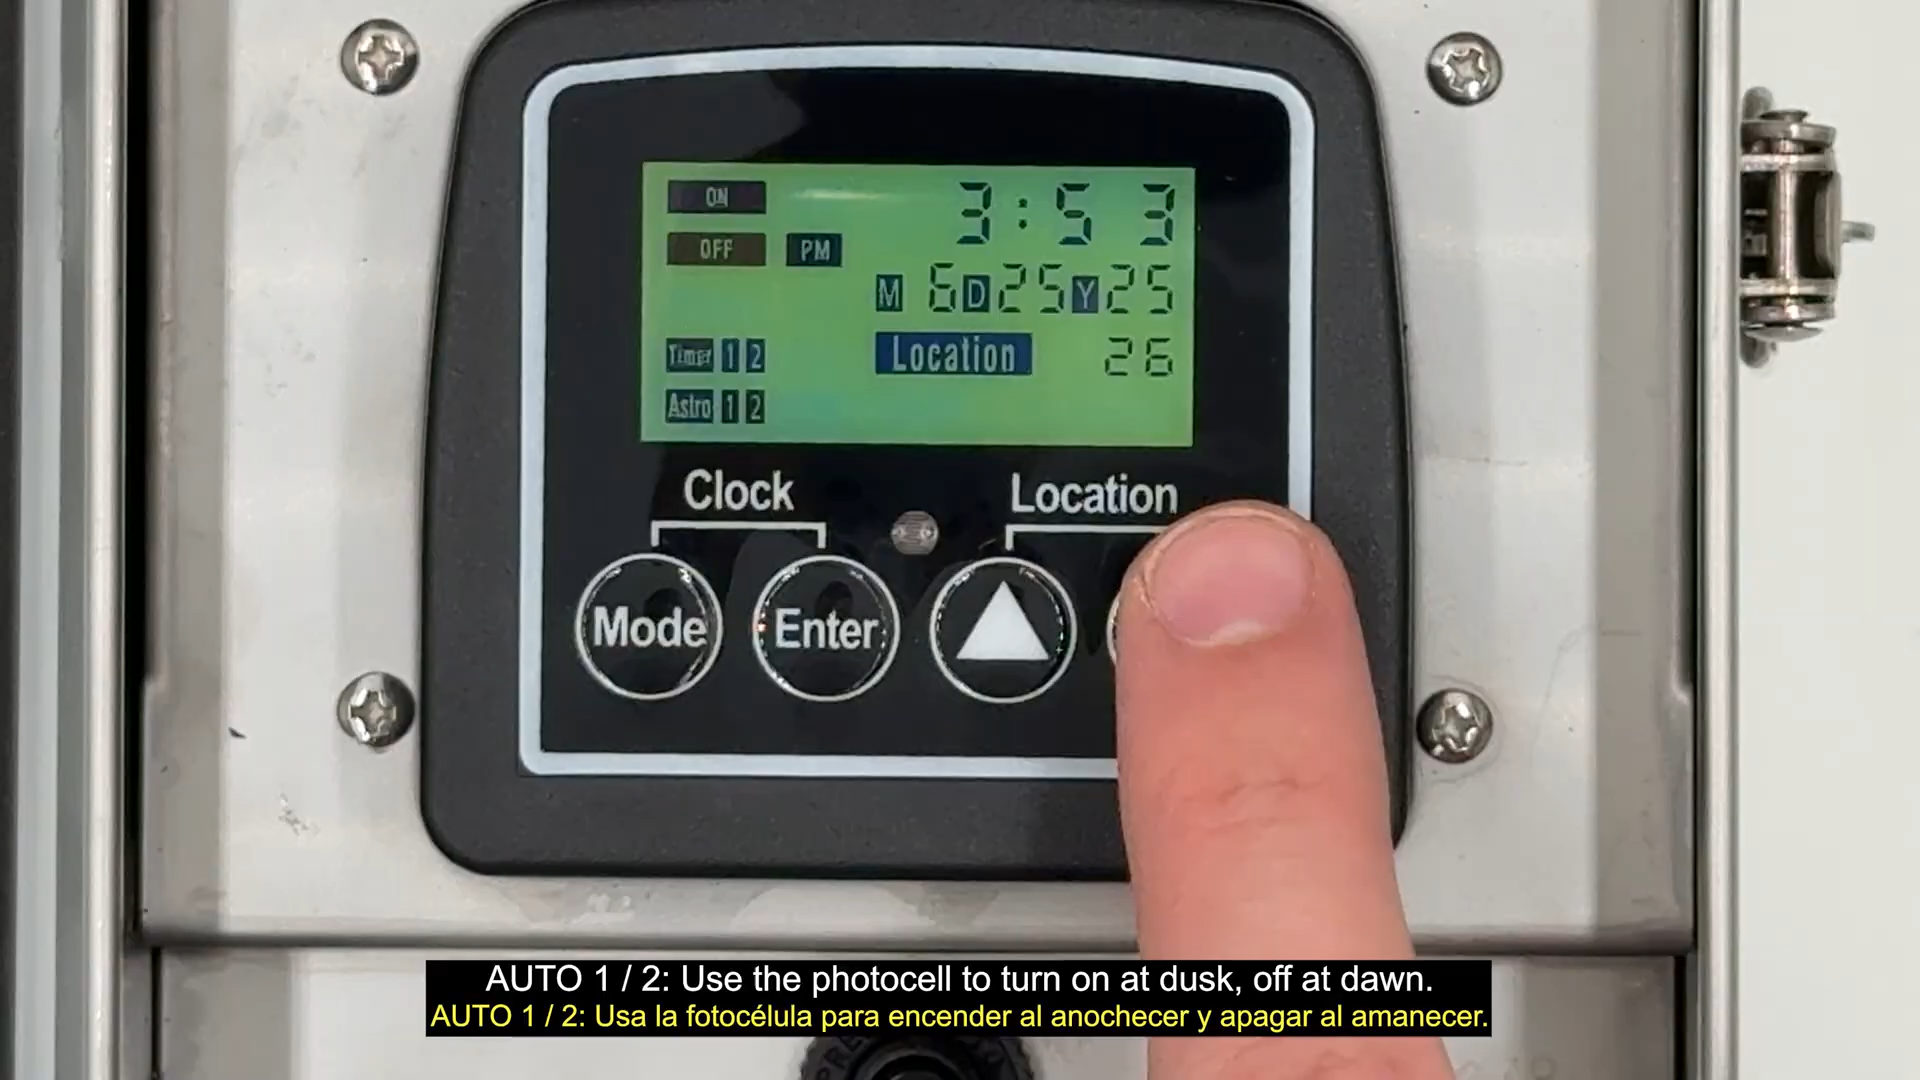 ON 3:53
OFF PM
M 6 D 25 Y 25
Timer 1 2 Location 26
Astro 1 2
Clock Location
Mode Enter
AUTO 1 / 2: Use the photocell to turn on at dusk, off at dawn.
AUTO 1 / 2: Usa la fotocélula para encender al anochecer y apagar al amanecer.